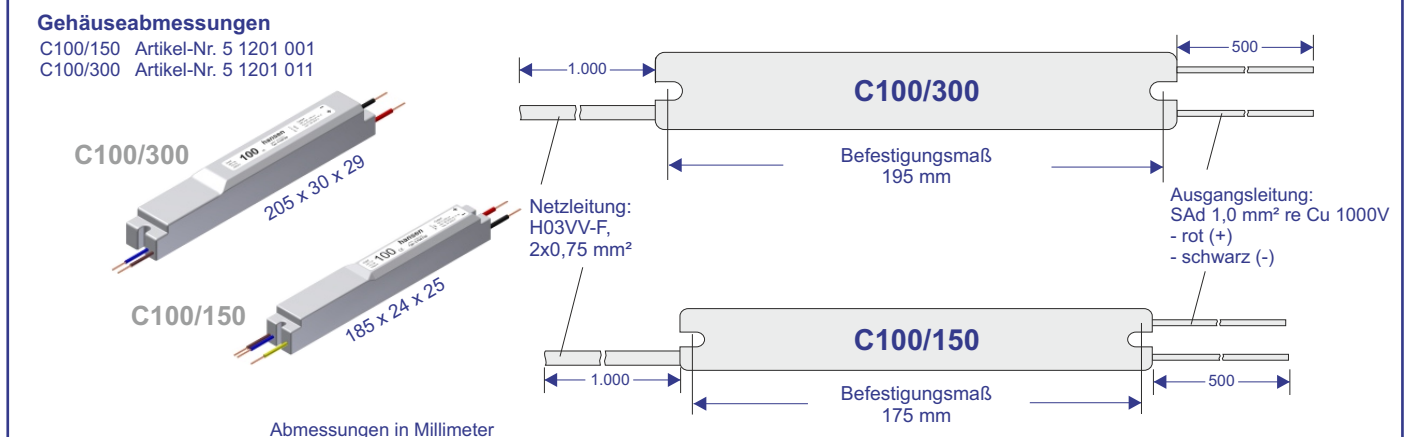 Gehäuseabmessungen
C100/150 Artikel-Nr. 5 1201 001
C100/300 Artikel-Nr. 5 1201 011
C100/300
100 hansen
205 x 30 x 29
C100/150
100 hansen
185 x 24 x 25
Abmessungen in Millimeter
1.000
C100/300
500
Befestigungsmaß
195 mm
Netzleitung:
H03VV-F,
2x0,75 mm²
Ausgangsleitung:
SAd 1,0 mm² re Cu 1000V
- rot (+)
- schwarz (-)
C100/150
1.000
500
Befestigungsmaß
175 mm